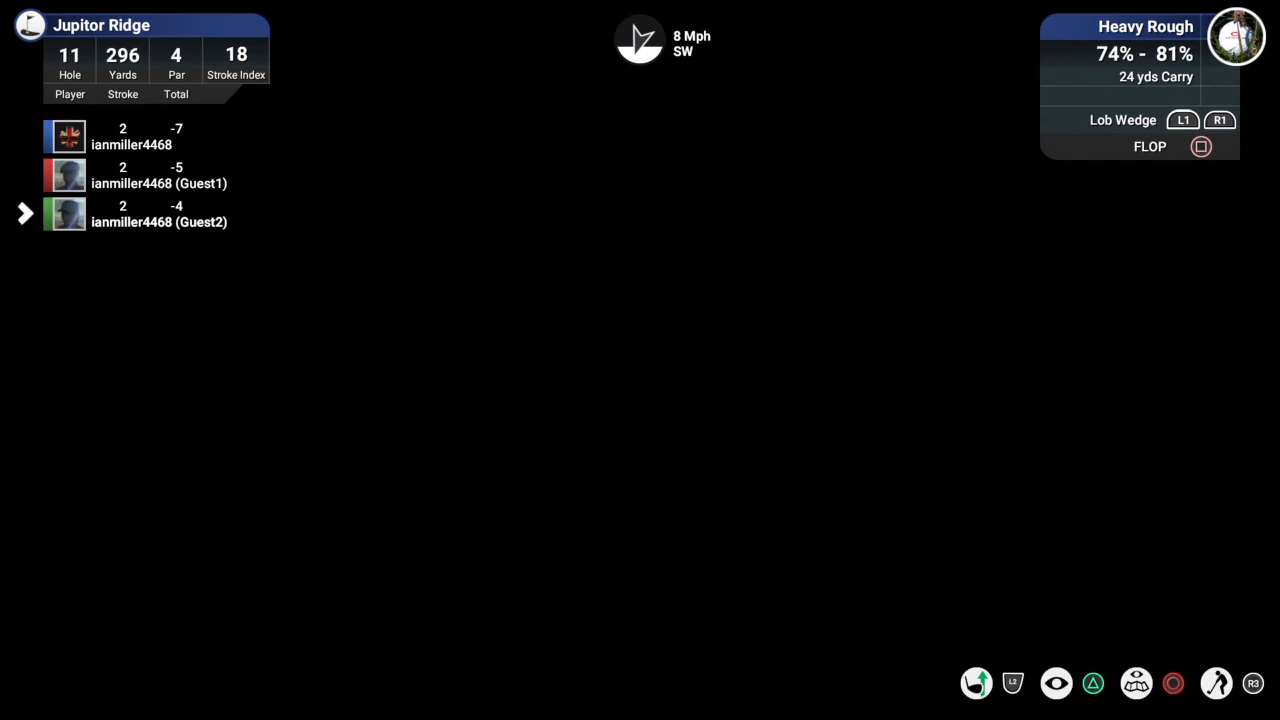 Jupitor Ridge
11 296 4 18
Hole Yards Par Stroke Index
Player Stroke Total
2 -7
ianmiller4468
2 -5
ianmiller4468 (Guest1)
2 -4
ianmiller4468 (Guest2)
8 Mph
SW
Heavy Rough
74% - 81%
24 yds Carry
Lob Wedge L1 R1
FLOP
L2 R3